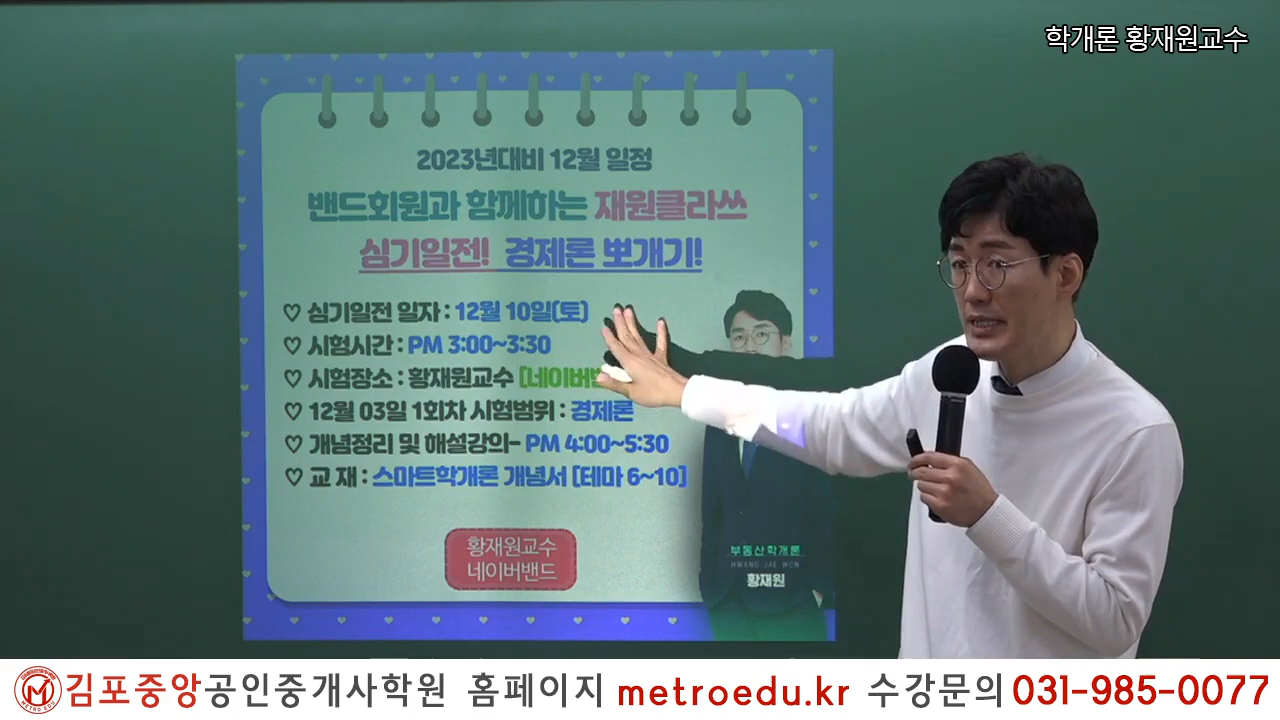 학개론 황재원교수
2023년대비 12월 일정
밴드회원과 함께하는 재원클라쓰
심기일전! 경제론 뽀개기!
♡ 심기일전 일자 : 12월 10일(토)
♡ 시험시간 : PM 3:00~3:30
♡ 시험장소 : 황재원교수 [네이버
♡ 12월 03일 1회차 시험범위 : 경제론
♡ 개념정리 및 해설강의- PM 4:00~5:30
♡ 교 재 : 스마트학개론 개념서 [테마 6~10]
황재원교수
네이버밴드
부동산학개론
HWANG JAE WON
황재원
METRO EDU
김포중앙공인중개사학원 홈페이지 metroedu.kr 수강문의 031-985-0077